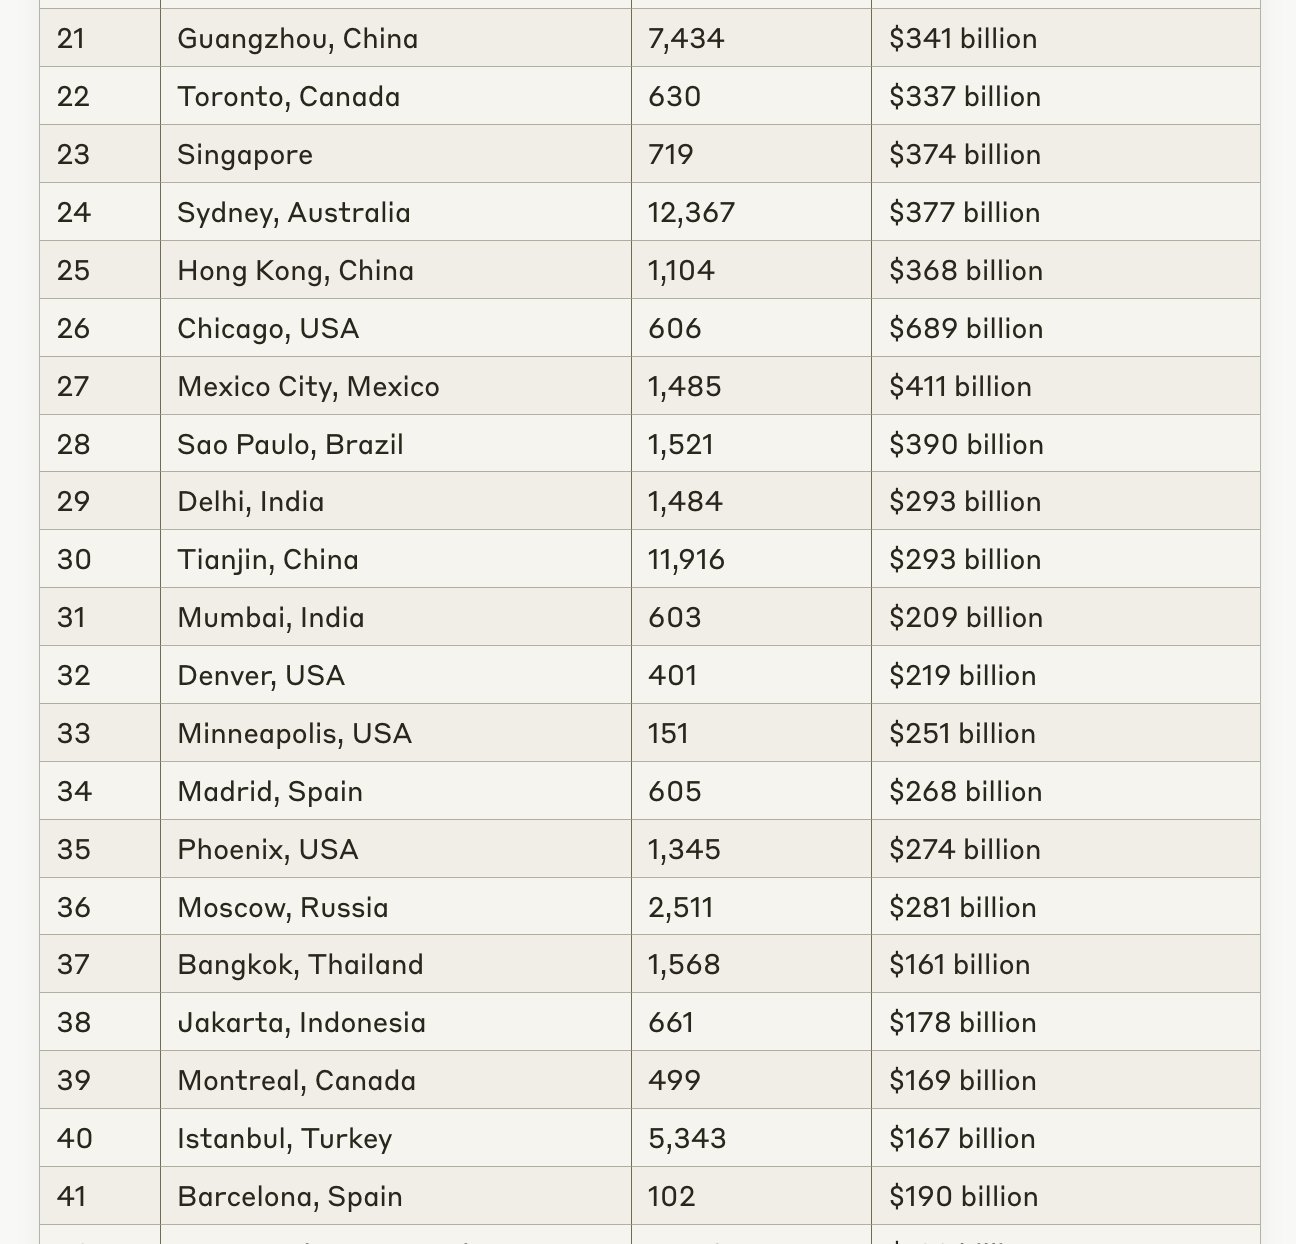 21 Guangzhou, China 7,434 $341 billion
22 Toronto, Canada 630 $337 billion
23 Singapore 719 $374 billion
24 Sydney, Australia 12,367 $377 billion
25 Hong Kong, China 1,104 $368 billion
26 Chicago, USA 606 $689 billion
27 Mexico City, Mexico 1,485 $411 billion
28 Sao Paulo, Brazil 1,521 $390 billion
29 Delhi, India 1,484 $293 billion
30 Tianjin, China 11,916 $293 billion
31 Mumbai, India 603 $209 billion
32 Denver, USA 401 $219 billion
33 Minneapolis, USA 151 $251 billion
34 Madrid, Spain 605 $268 billion
35 Phoenix, USA 1,345 $274 billion
36 Moscow, Russia 2,511 $281 billion
37 Bangkok, Thailand 1,568 $161 billion
38 Jakarta, Indonesia 661 $178 billion
39 Montreal, Canada 499 $169 billion
40 Istanbul, Turkey 5,343 $167 billion
41 Barcelona, Spain 102 $190 billion